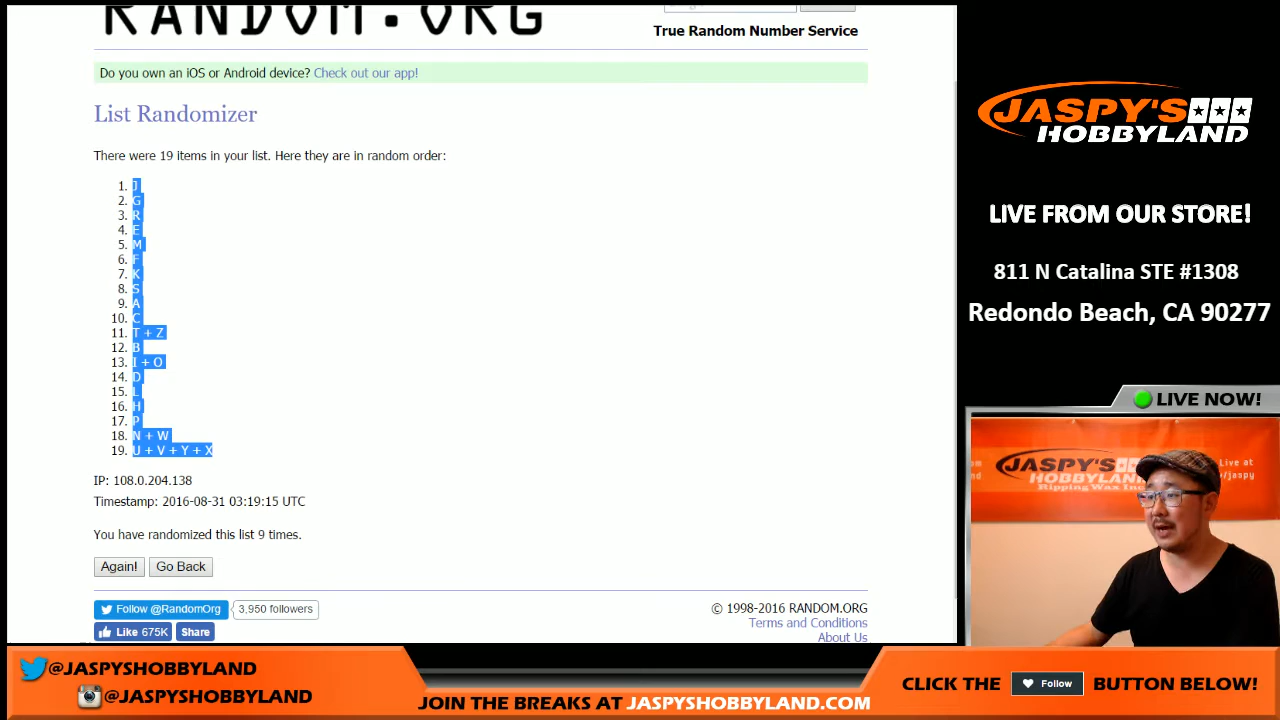 RANDOM.ORG
True Random Number Service
Do you own an iOS or Android device? Check out our app!
List Randomizer
There were 19 items in your list. Here they are in random order:
1. J
2. G
3. R
4. E
5. M
6. F
7. K
8. S
9. A
10. C
11. T + Z
12. B
13. I + O
14. D
15. L
16. H
17. P
18. N + W
19. U + V + Y + X
IP: 108.0.204.138
Timestamp: 2016-08-31 03:19:15 UTC
You have randomized this list 9 times.
Again! Go Back
Follow @RandomOrg 3,950 followers
Like 675K Share
© 1998-2016 RANDOM.ORG
Terms and Conditions
About Us
JASPY'S
HOBBYLAND
LIVE FROM OUR STORE!
811 N Catalina STE #1308
Redondo Beach, CA 90277
LIVE NOW!
JASPY'S
HOBBYLAND
Ripping Wax Inc
Live at
/jaspy
@JASPYSHOBBYLAND
@JASPYSHOBBYLAND
JOIN THE BREAKS AT JASPYSHOBBYLAND.COM
CLICK THE Follow BUTTON BELOW!